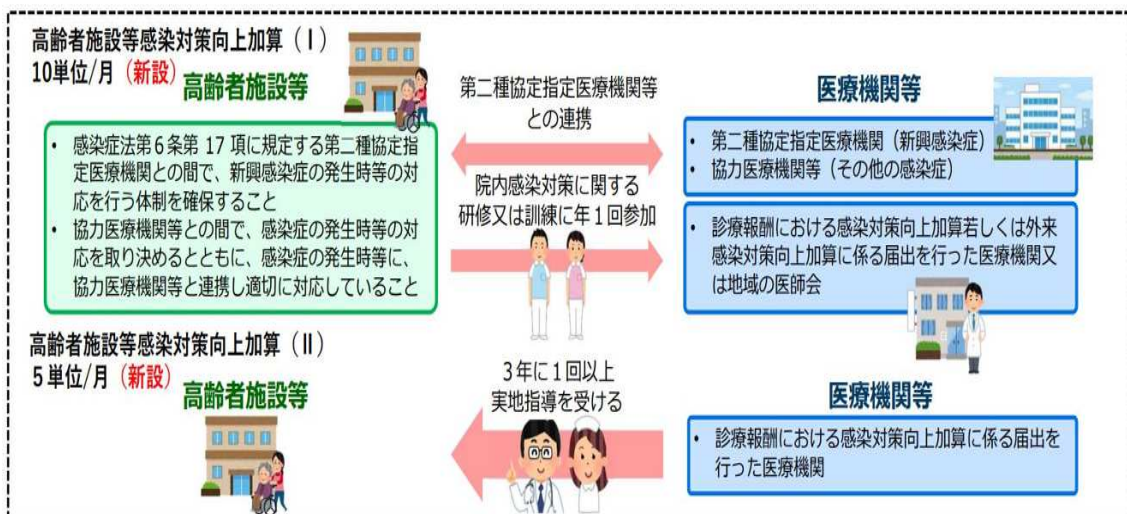 高齢者施設等感染対策向上加算（Ⅰ）
10単位/月（新設）
高齢者施設等
・ 感染症法第６条第 17 項に規定する第二種協定指
定医療機関との間で、新興感染症の発生時等の対
応を行う体制を確保すること
・ 協力医療機関等との間で、感染症の発生時等の対
応を取り決めるとともに、感染症の発生時等に、
協力医療機関等と連携し適切に対応していること
第二種協定指定医療機関等
との連携
院内感染対策に関する
研修又は訓練に年１回参加
医療機関等
・ 第二種協定指定医療機関（新興感染症）
・ 協力医療機関等（その他の感染症）
・ 診療報酬における感染対策向上加算若しくは外来
感染対策向上加算に係る届出を行った医療機関又
は地域の医師会
高齢者施設等感染対策向上加算（Ⅱ）
５単位/月（新設）
高齢者施設等
３年に１回以上
実地指導を受ける
医療機関等
・ 診療報酬における感染対策向上加算に係る届出を
行った医療機関